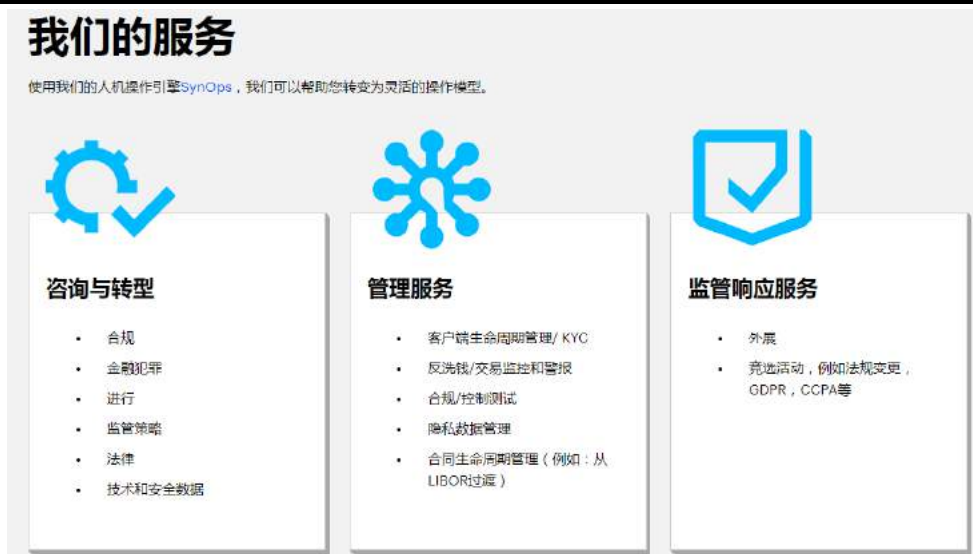 我们的服务
使用我们的人机操作引擎SynOps，我们可以帮助您转变为灵活的操作模型。
咨询与转型
• 合规
• 金融犯罪
• 进行
• 监管策略
• 法律
• 技术和安全数据
管理服务
• 客户端生命周期管理/ KYC
• 反洗钱/交易监控和警报
• 合规/控制测试
• 隐私数据管理
• 合同生命周期管理（例如：从
LIBOR过渡）
监管响应服务
• 外展
• 竞选活动，例如法规变更，
GDPR，CCPA等